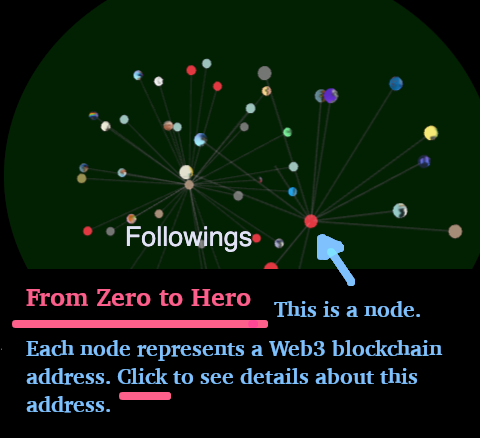 Followings
From Zero to Hero
This is a node.
Each node represents a Web3 blockchain
address. Click to see details about this
address.